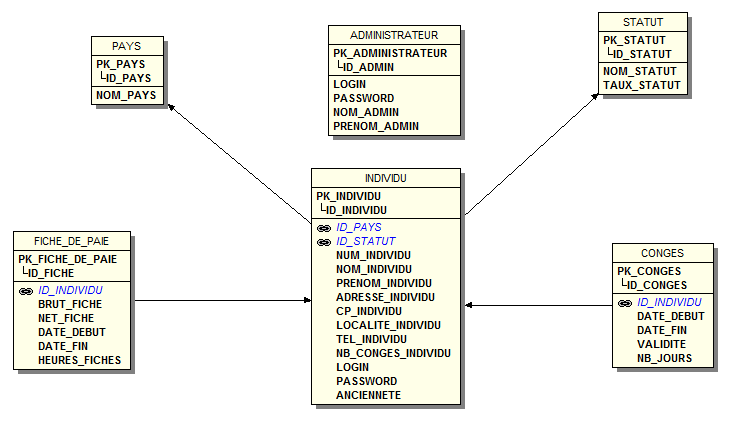 PAYS
PK_PAYS
ID_PAYS
NOM_PAYS
ADMINISTRATEUR
PK_ADMINISTRATEUR
ID_ADMIN
LOGIN
PASSWORD
NOM_ADMIN
PRENOM_ADMIN
STATUT
PK_STATUT
ID_STATUT
NOM_STATUT
TAUX_STATUT
INDIVIDU
PK_INDIVIDU
ID_INDIVIDU
ID_PAYS
ID_STATUT
NUM_INDIVIDU
NOM_INDIVIDU
PRENOM_INDIVIDU
ADRESSE_INDIVIDU
CP_INDIVIDU
LOCALITE_INDIVIDU
TEL_INDIVIDU
NB_CONGES_INDIVIDU
LOGIN
PASSWORD
ANCIENNETE
FICHE_DE_PAIE
PK_FICHE_DE_PAIE
ID_FICHE
ID_INDIVIDU
BRUT_FICHE
NET_FICHE
DATE_DEBUT
DATE_FIN
HEURES_FICHES
CONGES
PK_CONGES
ID_CONGES
ID_INDIVIDU
DATE_DEBUT
DATE_FIN
VALIDITE
NB_JOURS